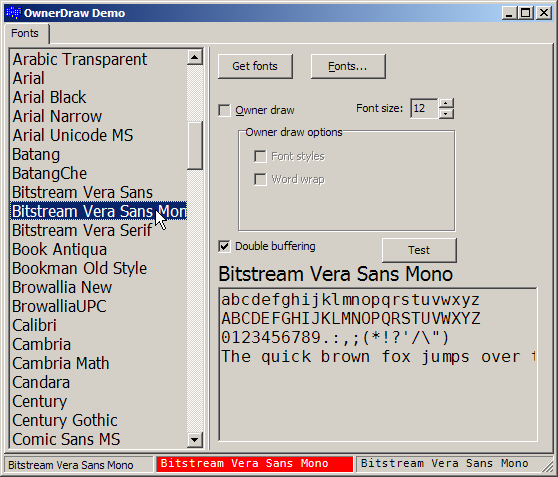 OwnerDraw Demo
Fonts
Arabic Transparent
Arial
Arial Black
Arial Narrow
Arial Unicode MS
Batang
BatangChe
Bitstream Vera Sans
Bitstream Vera Sans Mon
Bitstream Vera Serif
Book Antiqua
Bookman Old Style
Browallia New
BrowalliaUPC
Calibri
Cambria
Cambria Math
Candara
Century
Century Gothic
Comic Sans MS
Get fonts
Fonts...
Owner draw
Font size: 12
Owner draw options
Font styles
Word wrap
Double buffering
Test
Bitstream Vera Sans Mono
abcdefghijklmnopqrstuvwxyz
ABCDEFGHIJKLMNOPQRSTUVWXYZ
0123456789.:,;(*!?'/\")
The quick brown fox jumps over t
Bitstream Vera Sans Mono
Bitstream Vera Sans Mono
Bitstream Vera Sans Mono